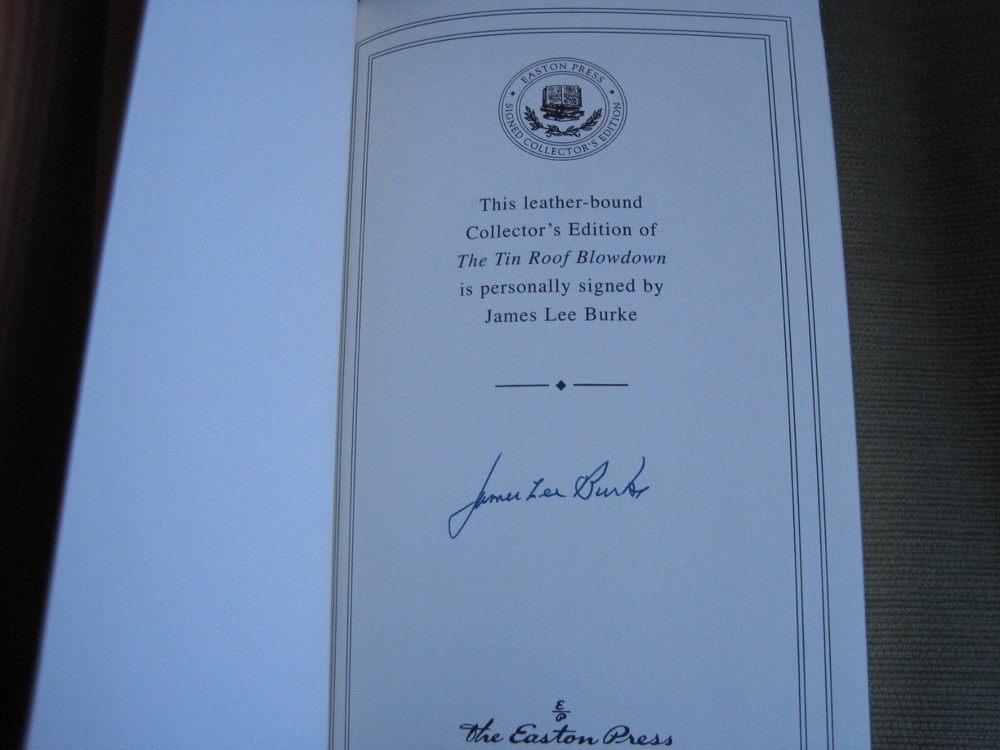 EASTON PRESS
SIGNED COLLECTOR'S EDITION
This leather-bound
Collector's Edition of
The Tin Roof Blowdown
is personally signed by
James Lee Burke
James Lee Burke
E
P
The Easton Press